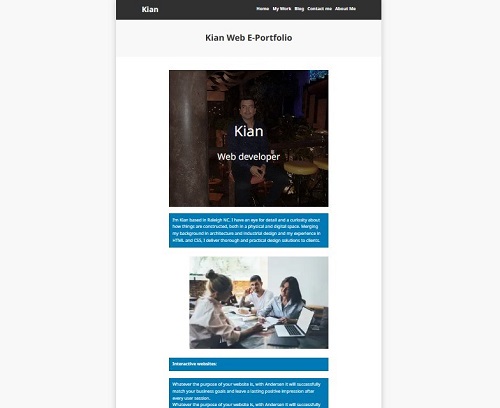 Kian
Home My Work Blog Contact me About Me
Kian Web E-Portfolio
Kian
Web developer
I'm Kian based in Raleigh NC. I have an eye for detail and a curiosity about
how things are constructed, both in a physical and digital space. Merging
my background in architecture and industrial design and my experience in
HTML and CSS, I deliver thorough and practical design solutions to clients.
Interactive websites:
Whatever the purpose of your website is, with Andersen it will successfully
match your business goals and leave a lasting positive impression after
every user session.
Whatever the purpose of your website is, with Andersen it will successfully